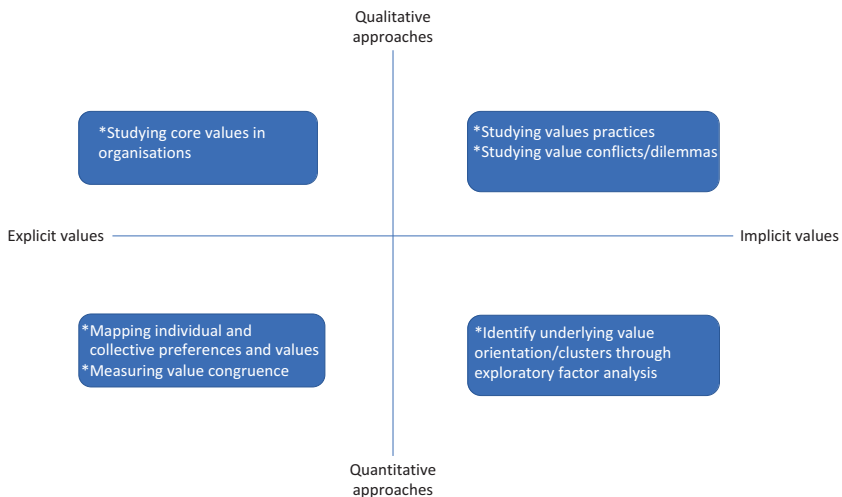 Qualitative
approaches
*Studying core values in
organisations
*Studying values practices
*Studying value conflicts/dilemmas
Explicit values
Implicit values
*Mapping individual and
collective preferences and values
*Measuring value congruence
*Identify underlying value
orientation/clusters through
exploratory factor analysis
Quantitative
approaches